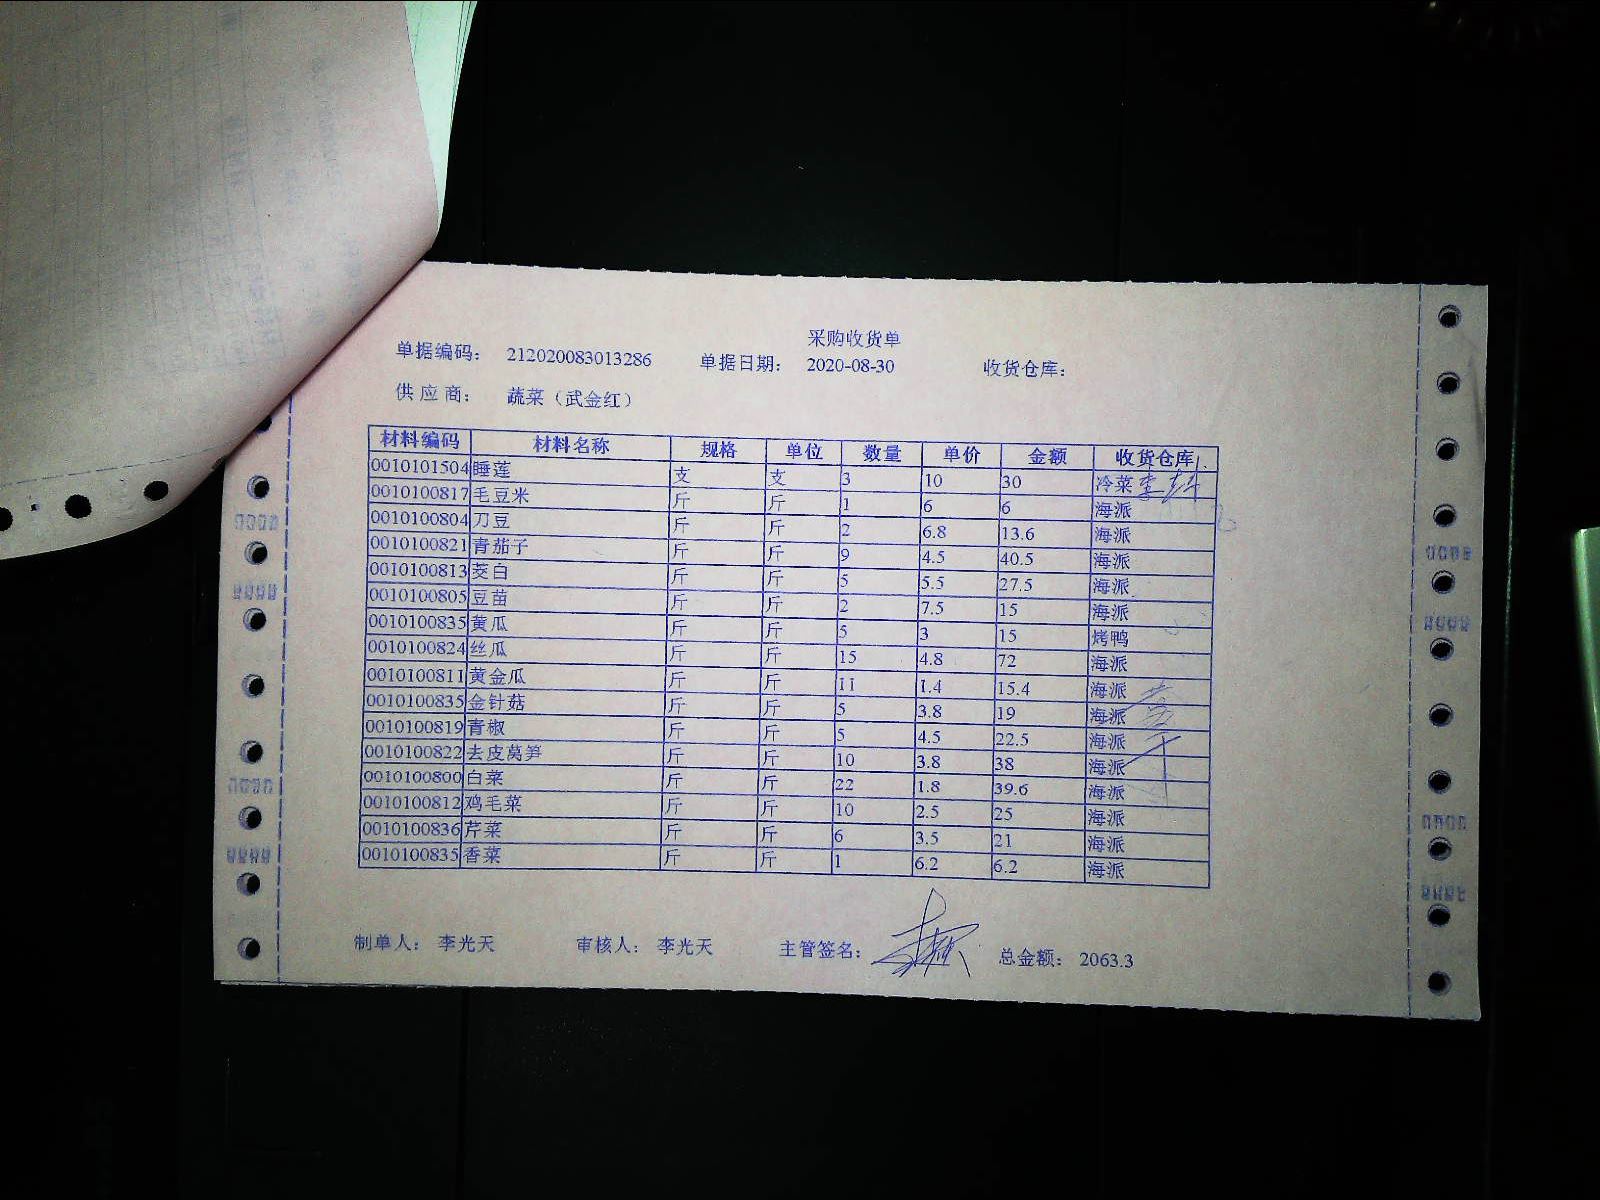 采购收货单
单据编码： 212020083013286 单据日期： 2020-08-30 收货仓库：
供 应 商： 蔬菜（武金红）
材料编码 材料名称 规格 单位 数量 单价 金额 收货仓库
0010101504 睡莲 支 支 3 10 30 冷菜
0010100817 毛豆米 斤 斤 1 6 6 海派
0010100804 刀豆 斤 斤 2 6.8 13.6 海派
0010100821 青茄子 斤 斤 9 4.5 40.5 海派
0010100813 茭白 斤 斤 5 5.5 27.5 海派
0010100805 豆苗 斤 斤 2 7.5 15 海派
0010100835 黄瓜 斤 斤 5 3 15 烤鸭
0010100824 丝瓜 斤 斤 15 4.8 72 海派
0010100811 黄金瓜 斤 斤 11 1.4 15.4 海派
0010100835 金针菇 斤 斤 5 3.8 19 海派
0010100819 青椒 斤 斤 5 4.5 22.5 海派
0010100822 去皮莴笋 斤 斤 10 3.8 38 海派
0010100800 白菜 斤 斤 22 1.8 39.6 海派
0010100812 鸡毛菜 斤 斤 10 2.5 25 海派
0010100836 芹菜 斤 斤 6 3.5 21 海派
0010100835 香菜 斤 斤 1 6.2 6.2 海派
制单人： 李光天 审核人： 李光天 主管签名： 总金额： 2063.3